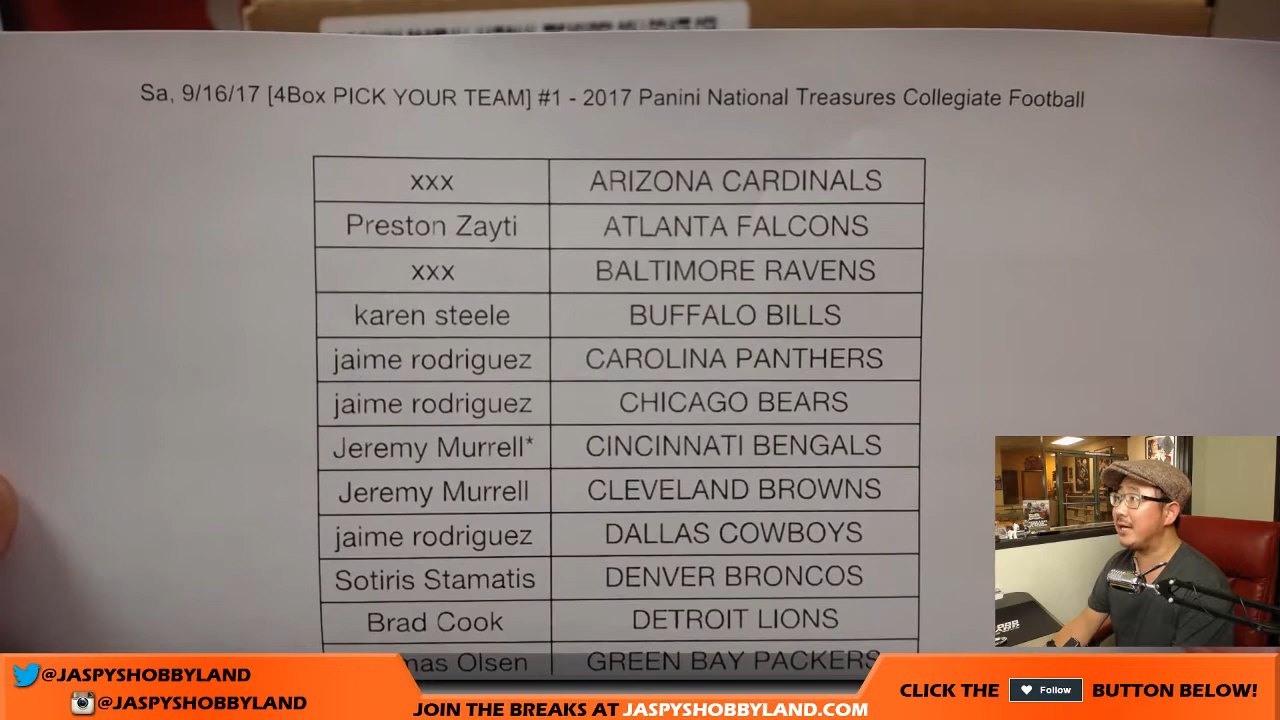 Sa, 9/16/17 [4Box PICK YOUR TEAM] #1 - 2017 Panini National Treasures Collegiate Football
xxx ARIZONA CARDINALS
Preston Zayti ATLANTA FALCONS
xxx BALTIMORE RAVENS
karen steele BUFFALO BILLS
jaime rodriguez CAROLINA PANTHERS
jaime rodriguez CHICAGO BEARS
Jeremy Murrell* CINCINNATI BENGALS
Jeremy Murrell CLEVELAND BROWNS
jaime rodriguez DALLAS COWBOYS
Sotiris Stamatis DENVER BRONCOS
Brad Cook DETROIT LIONS
mas Olsen GREEN BAY PACKERS
@JASPYSHOBBYLAND
@JASPYSHOBBYLAND
JOIN THE BREAKS AT JASPYSHOBBYLAND.COM
CLICK THE Follow BUTTON BELOW!